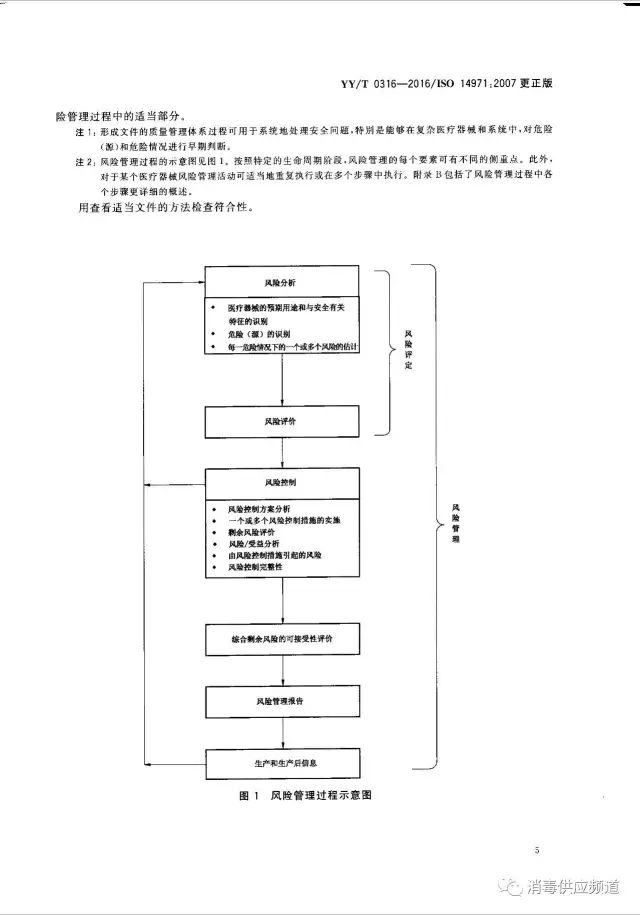 YY/T 0316—2016/ISO 14971:2007更正版
险管理过程中的适当部分。
注1:形成文件的质量管理体系过程可用于系统地处理安全问题,特别是能够在复杂医疗器械和系统中,对危险
(源)和危险情况进行早期判断。
注2:风险管理过程的示意图见图1。按照特定的生命周期阶段,风险管理的每个要素可有不同的侧重点。此外,
对于某个医疗器械风险管理活动可适当地重复执行或在多个步骤中执行。附录B包括了风险管理过程中各
个步骤更详细的概述。
用查看适当文件的方法检查符合性。
风险分析
◆ 医疗器械的预期用途和与安全有关
特征的识别
◆ 危险(源)的识别
◆ 每一危险情况下的一个或多个风险的估计
风险评定
风险评价
风险控制
◆ 风险控制方案分析
◆ 一个或多个风险控制措施的实施
◆ 剩余风险评价
◆ 风险/受益分析
◆ 由风险控制措施引起的风险
◆ 风险控制完整性
风险管理
综合剩余风险的可接受性评价
风险管理报告
生产和生产后信息
图1 风险管理过程示意图
5
消毒供应频道